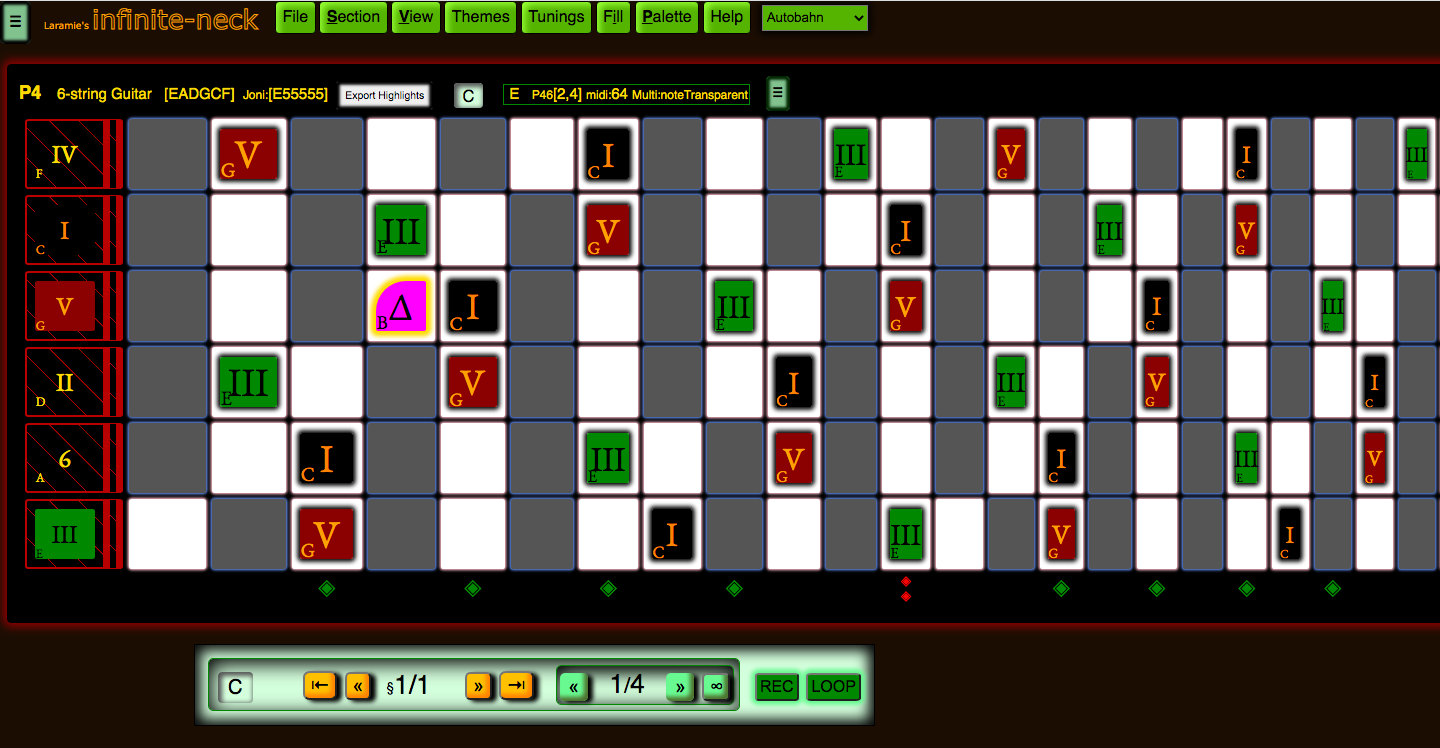 ☰ Laramie's infinite-neck File Section View Themes Tunings Fill Palette Help Autobahn
P4 6-string Guitar [EADGCF] Joni:[E55555] Export Highlights C E P46[2,4] midi:64 Multi:noteTransparent ☰
IV F V G I C III E V G I C III E
I C III E V G I C III E V G
V G Δ B I C III E V G I C III E
II D III E V G I C III E V G I C
6 A I C III E V G I C III E V G
III E V G I C III E V G I C
C ⇤ « §1/1 » ⇥ « 1/4 » ∞ REC LOOP